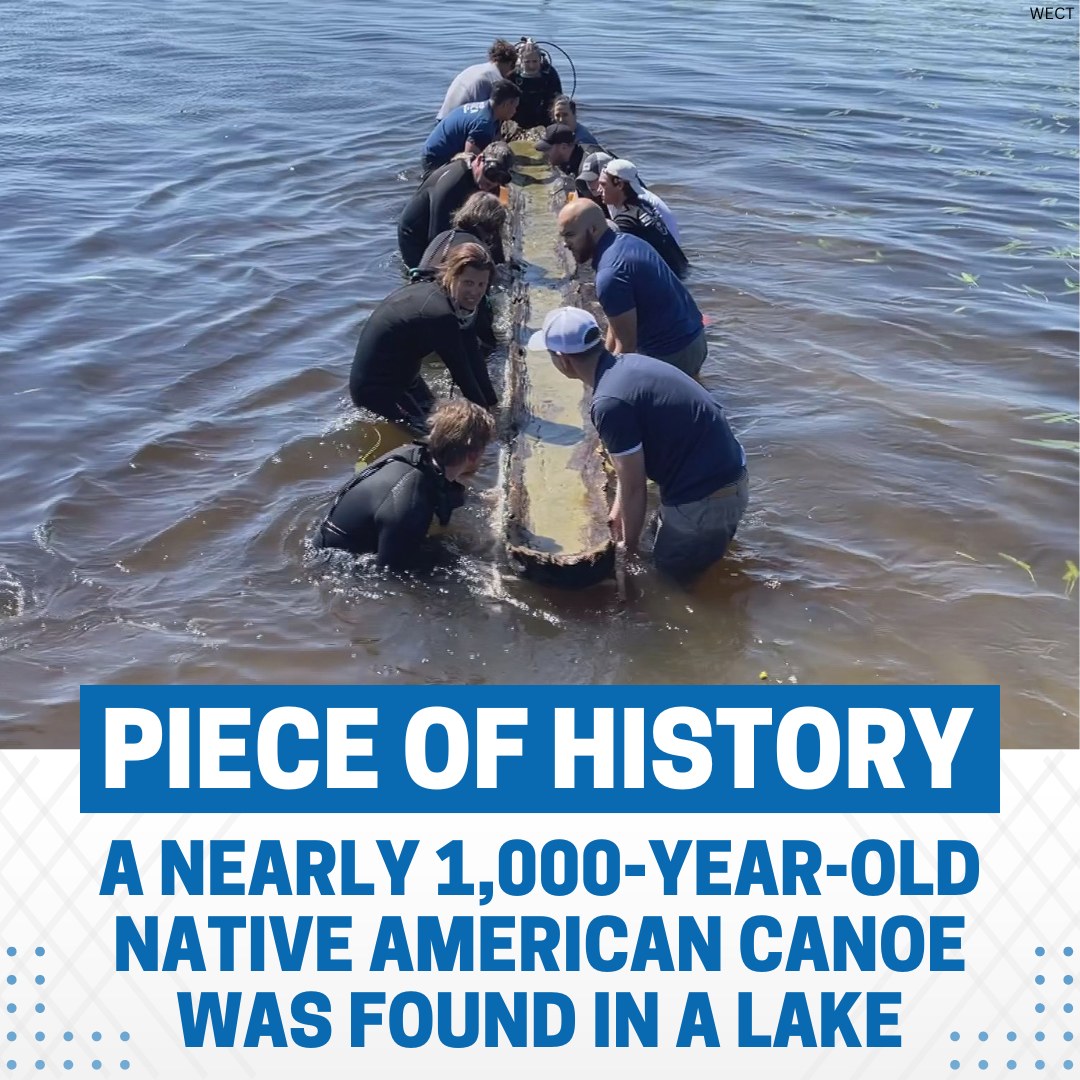 WECT
PIECE OF HISTORY
A NEARLY 1,000-YEAR-OLD
NATIVE AMERICAN CANOE
WAS FOUND IN A LAKE